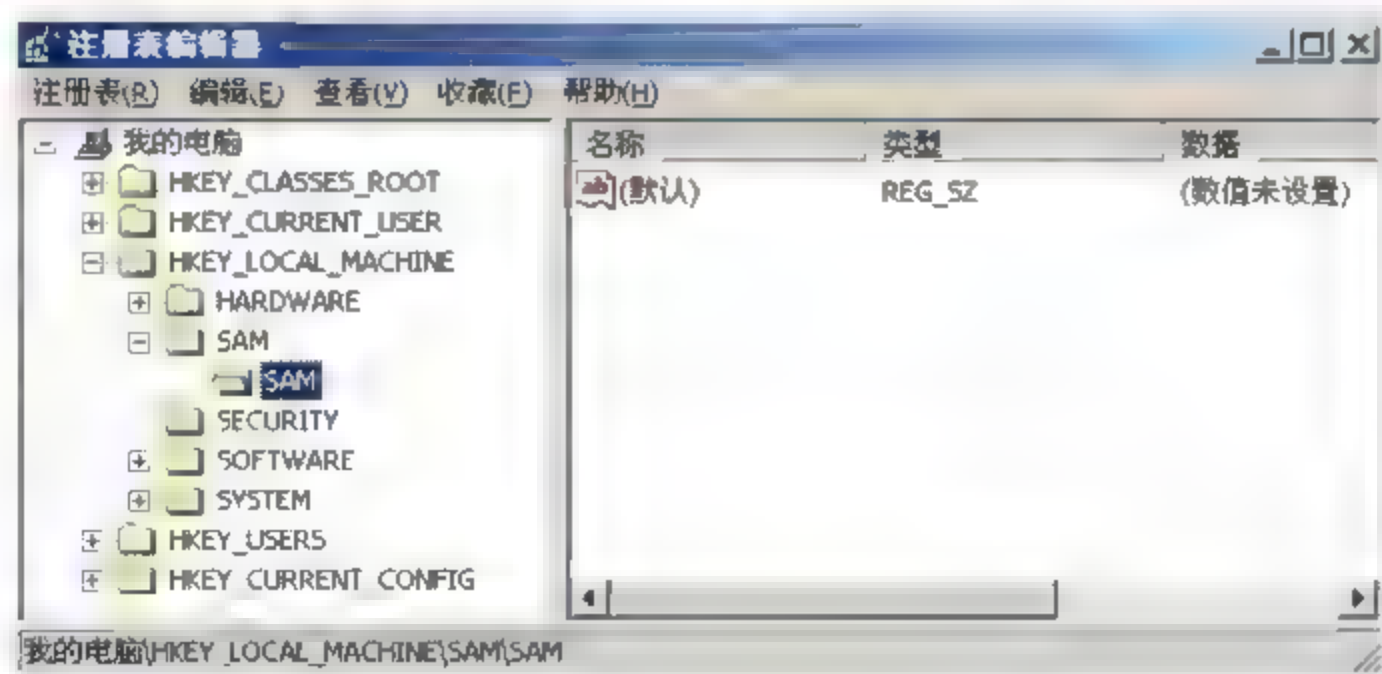 注册表编辑器
注册表(R) 编辑(E) 查看(V) 收藏(F) 帮助(H)
我的电脑
HKEY_CLASSES_ROOT
HKEY_CURRENT_USER
HKEY_LOCAL_MACHINE
HARDWARE
SAM
SAM
SECURITY
SOFTWARE
SYSTEM
HKEY_USERS
HKEY_CURRENT_CONFIG
名称 类型 数据
ab (默认) REG_SZ (数值未设置)
我的电脑\HKEY_LOCAL_MACHINE\SAM\SAM